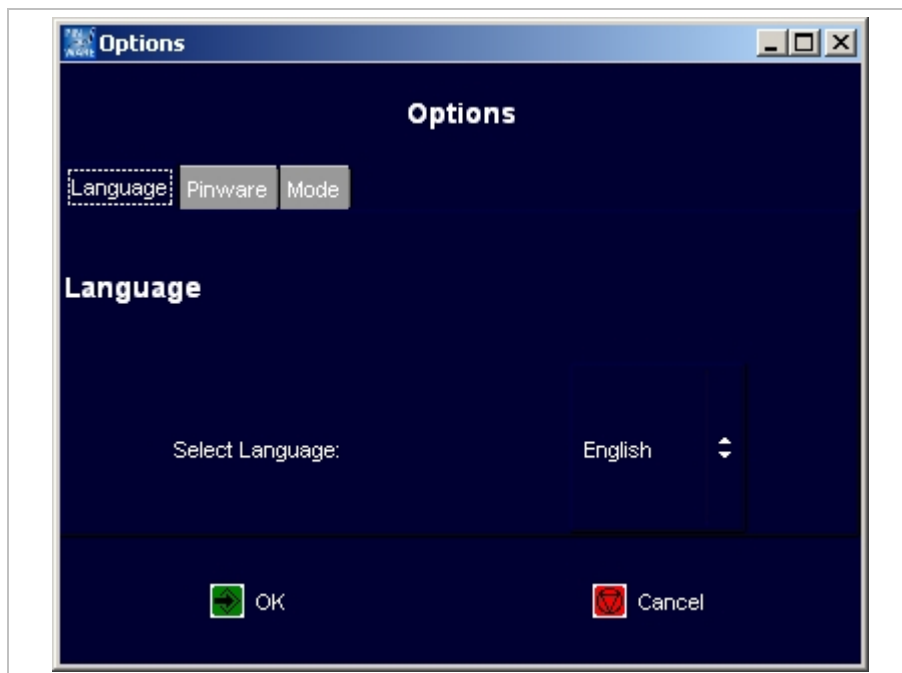 Options
Options
Language Pinware Mode
Language
Select Language: English
OK Cancel